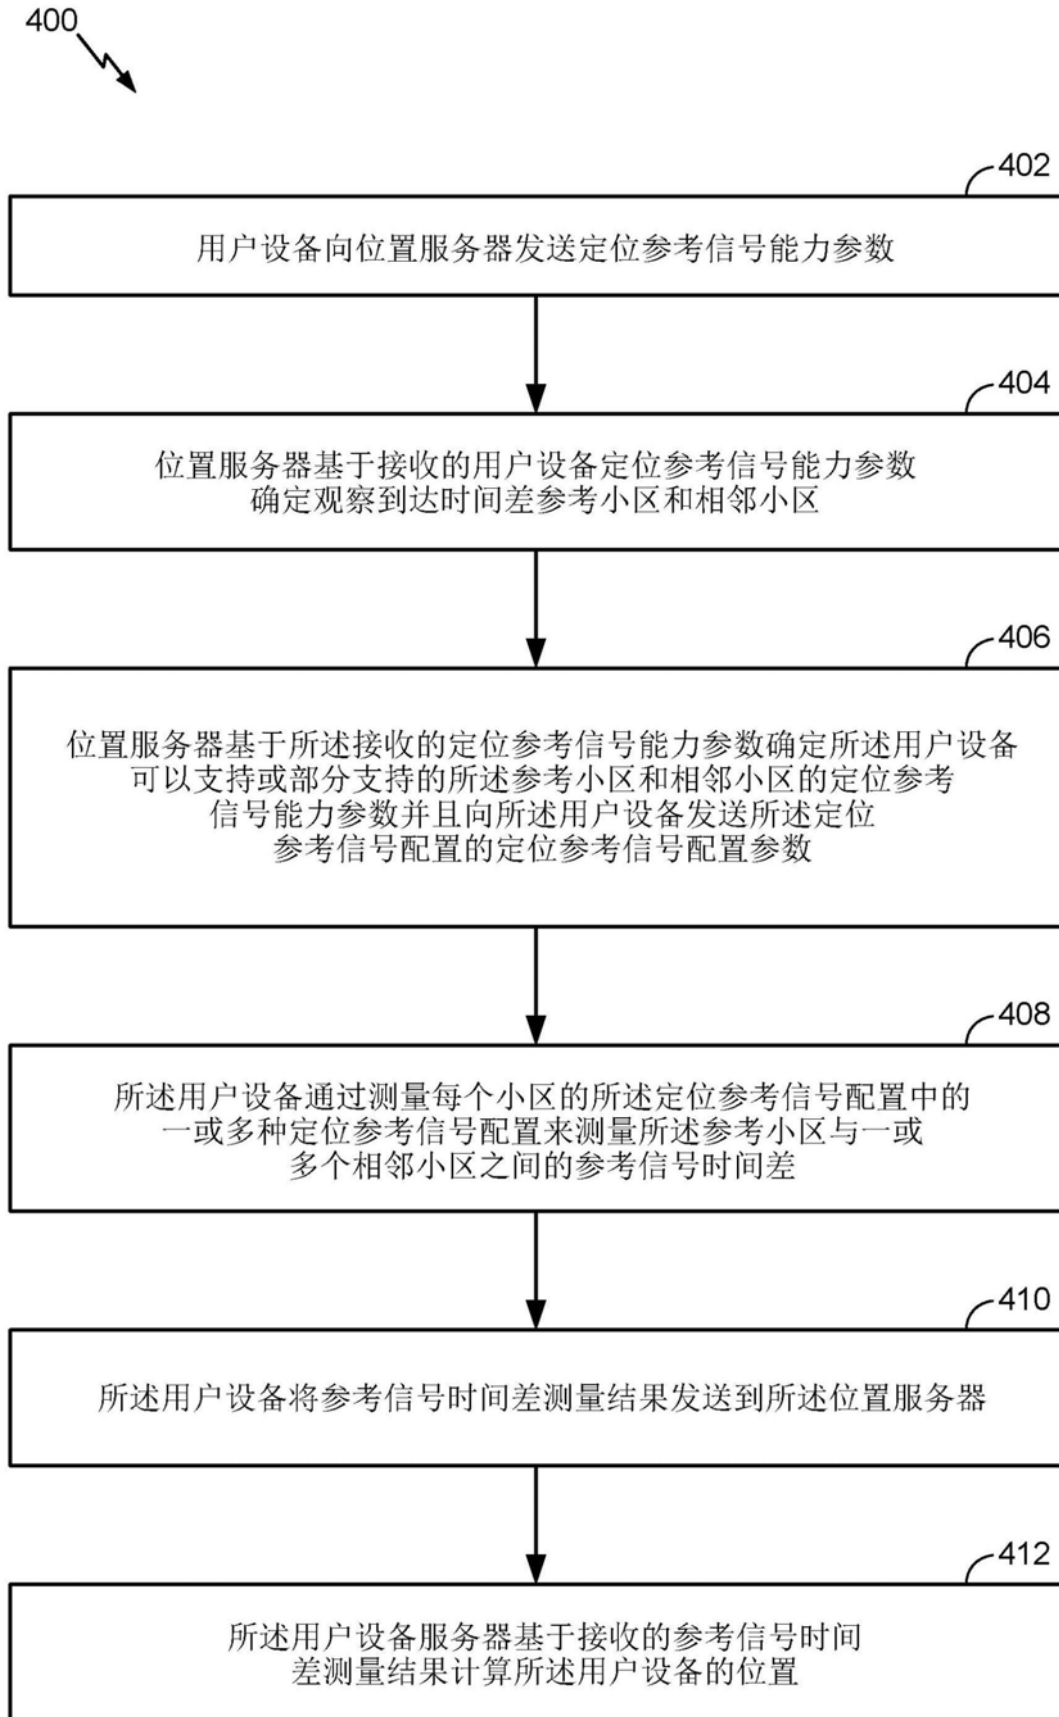 400
402
用户设备向位置服务器发送定位参考信号能力参数
404
位置服务器基于接收的用户设备定位参考信号能力参数
确定观察到达时间差参考小区和相邻小区
406
位置服务器基于所述接收的定位参考信号能力参数确定所述用户设备
可以支持或部分支持的所述参考小区和相邻小区的定位参考
信号能力参数并且向所述用户设备发送所述定位
参考信号配置的定位参考信号配置参数
408
所述用户设备通过测量每个小区的所述定位参考信号配置中的
一或多种定位参考信号配置来测量所述参考小区与一或
多个相邻小区之间的参考信号时间差
410
所述用户设备将参考信号时间差测量结果发送到所述位置服务器
412
所述用户设备服务器基于接收的参考信号时间
差测量结果计算所述用户设备的位置